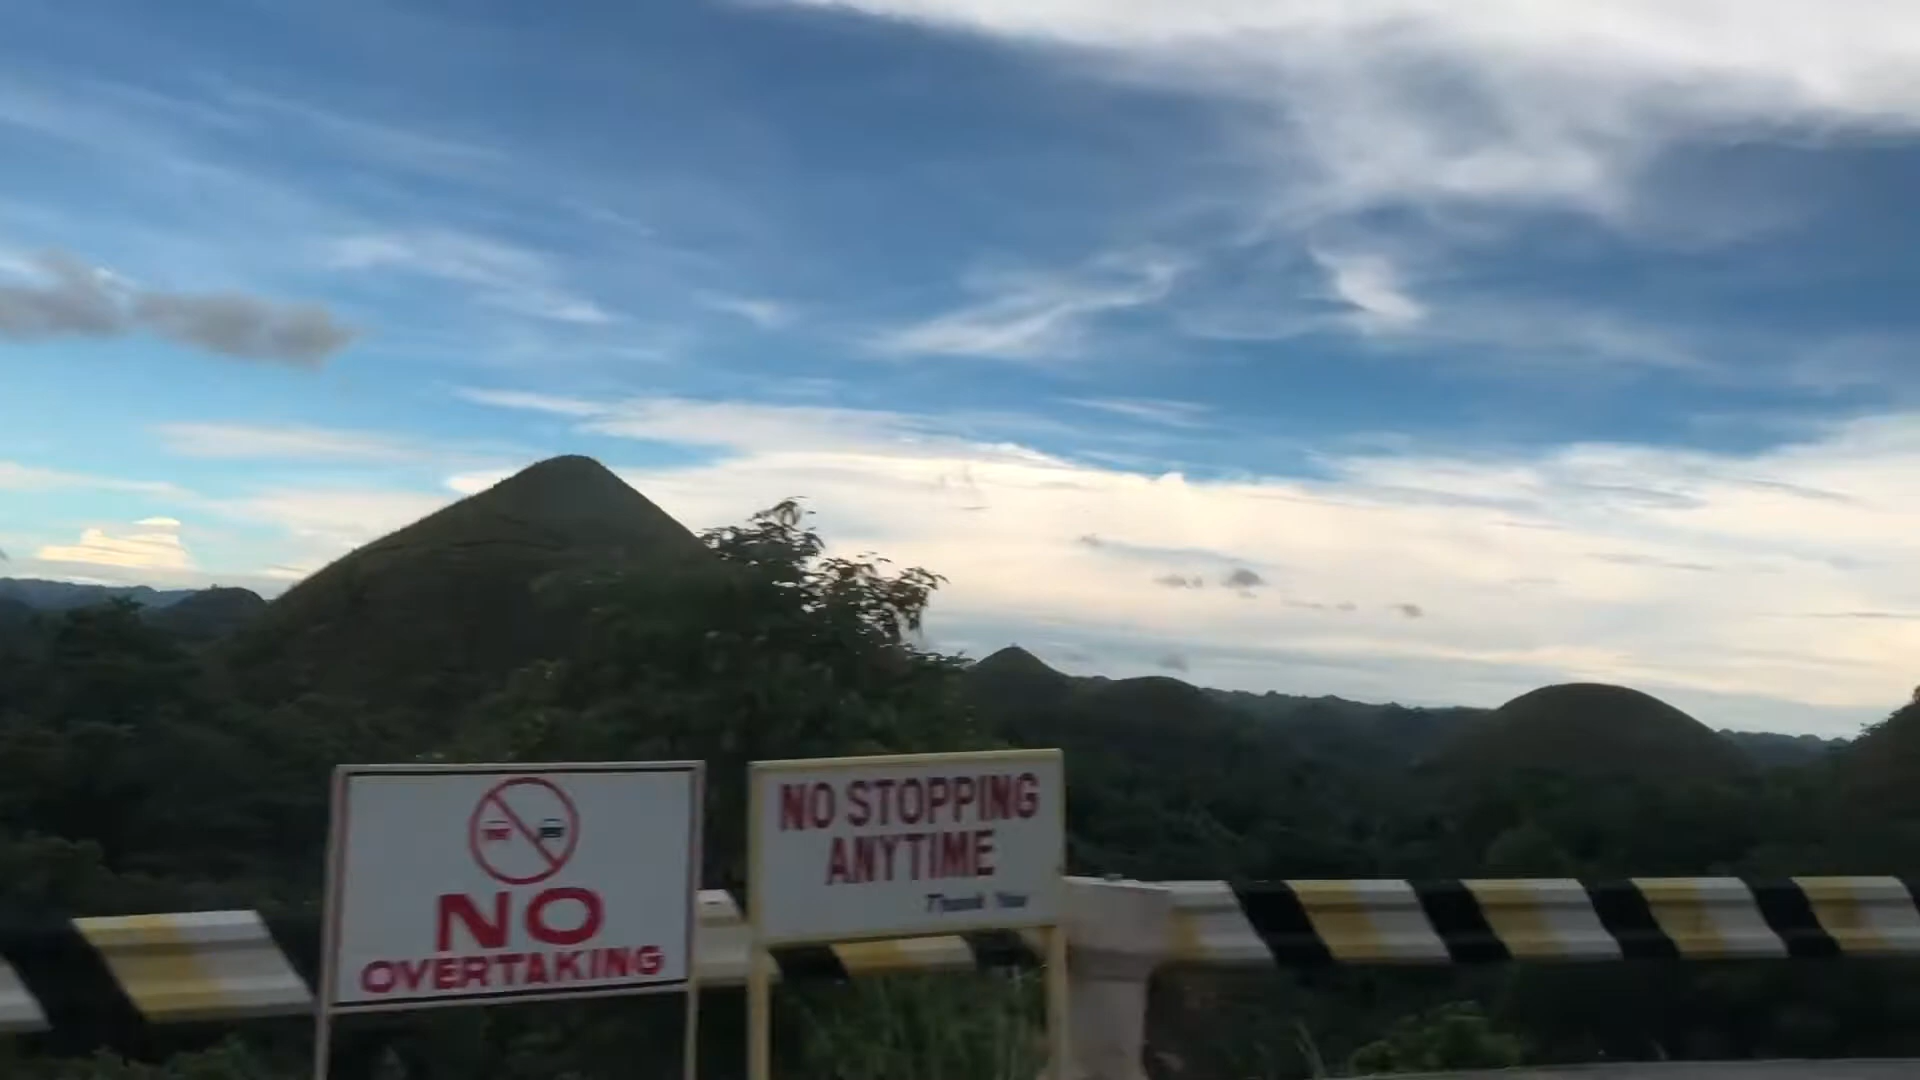 NO
OVERTAKING
NO STOPPING
ANYTIME
Thank You